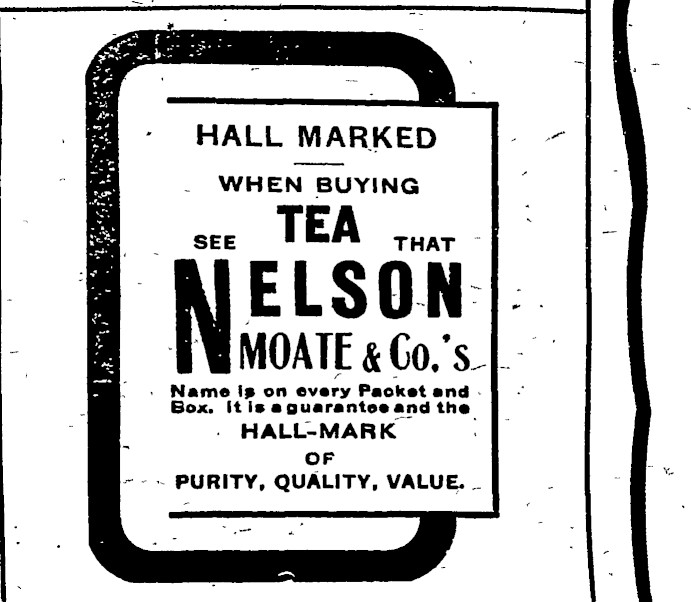 HALL MARKED
WHEN BUYING
TEA
SEE THAT
NELSON
MOATE & Co.'s
Name is on every Packet and
Box. It is a guarantee and the
HALL-MARK
OF
PURITY, QUALITY, VALUE.